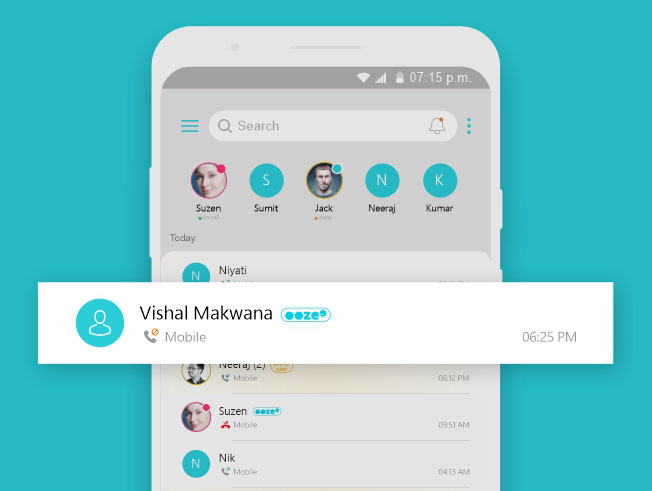 07:15 p.m.
Search
S
N
K
Suzen
Sumit
Jack
Neeraj
Kumar
on call
away
Today
N
Niyati
Vishal Makwana ooze
Mobile
06:25 PM
Neeraj (2)
Mobile
06:12 PM
Suzen ooze
Mobile
09:51 AM
N
Nik
Mobile
04:13 AM